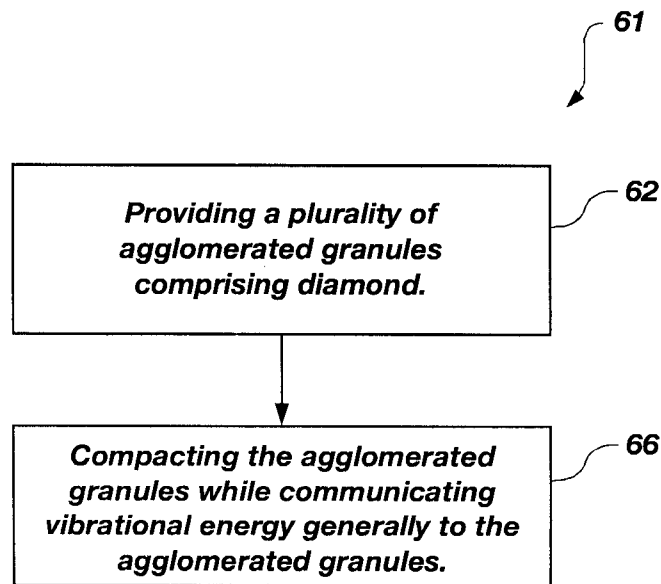 61
62
Providing a plurality of
agglomerated granules
comprising diamond.
66
Compacting the agglomerated
granules while communicating
vibrational energy generally to the
agglomerated granules.